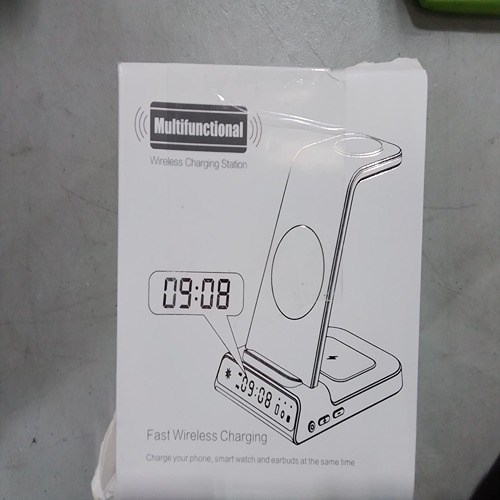 Multifunctional
Wireless Charging Station
09:08
09:08
Fast Wireless Charging
Charge your phone, smart watch and earbuds at the same time